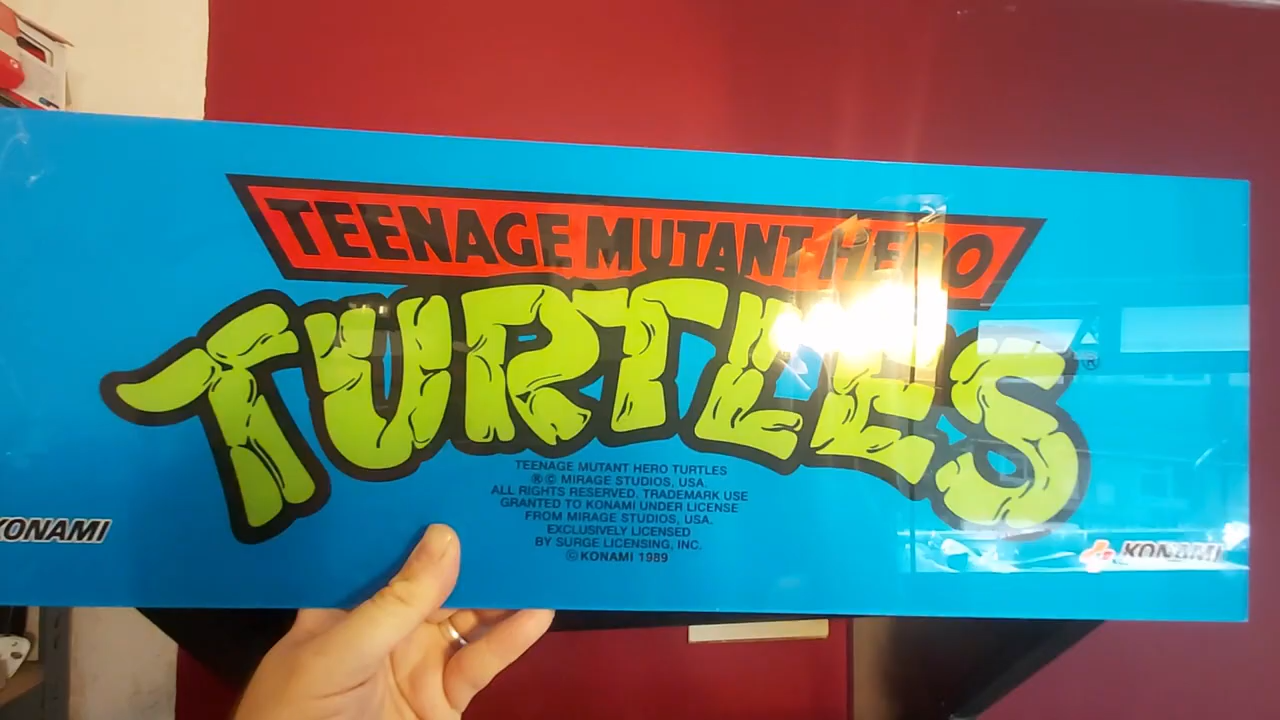 TEENAGE MUTANT HERO
TURTLES
®
TEENAGE MUTANT HERO TURTLES
®© MIRAGE STUDIOS, USA.
ALL RIGHTS RESERVED. TRADEMARK USE
GRANTED TO KONAMI UNDER LICENSE
FROM MIRAGE STUDIOS, USA.
EXCLUSIVELY LICENSED
BY SURGE LICENSING, INC.
©KONAMI 1989
KONAMI
KONAMI